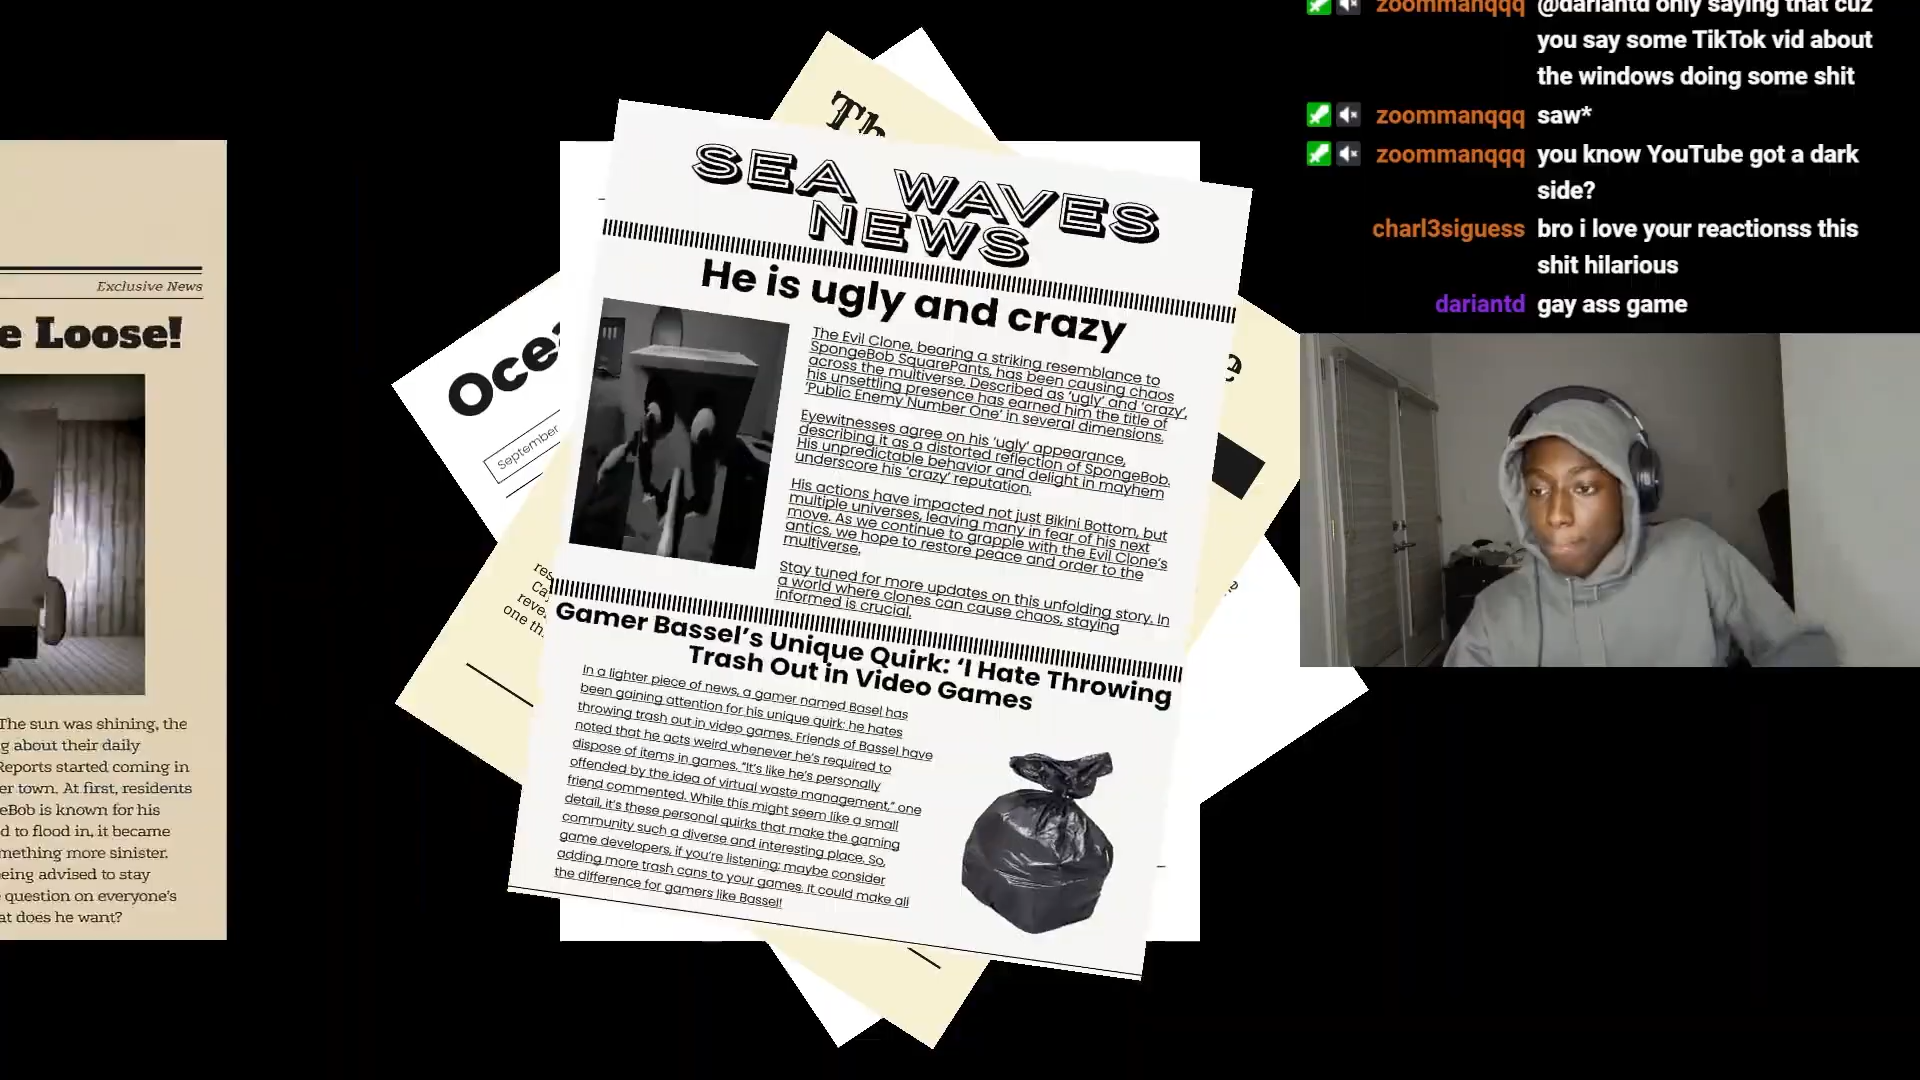 zoommanqqq @dariantd only saying that cuz
you say some TikTok vid about
the windows doing some shit
zoommanqqq saw*
zoommanqqq you know YouTube got a dark
side?
charl3siguess bro i love your reactionss this
shit hilarious
dariantd gay ass game
Exclusive News
e Loose!
The sun was shining, the
g about their daily
Reports started coming in
er town. At first, residents
eBob is known for his
d to flood in, it became
mething more sinister.
eing advised to stay
question on everyone's
at does he want?
Th
Ocea
September
res
Ca
reve
one th
e
SEA WAVES
NEWS
He is ugly and crazy
The Evil Clone, bearing a striking resemblance to
SpongeBob SquarePants, has been causing chaos
across the multiverse. Described as 'ugly' and 'crazy',
his unsettling presence has earned him the title of
'Public Enemy Number One' in several dimensions.
Eyewitnesses agree on his 'ugly' appearance,
describing it as a distorted reflection of SpongeBob.
His unpredictable behavior and delight in mayhem
underscore his 'crazy' reputation.
His actions have impacted not just Bikini Bottom, but
multiple universes, leaving many in fear of his next
move. As we continue to grapple with the Evil Clone's
antics, we hope to restore peace and order to the
multiverse.
Stay tuned for more updates on this unfolding story. In
a world where clones can cause chaos, staying
informed is crucial.
Gamer Bassel's Unique Quirk: 'I Hate Throwing
Trash Out in Video Games
In a lighter piece of news, a gamer named Basel has
been gaining attention for his unique quirk: he hates
throwing trash out in video games. Friends of Bassel have
noted that he acts weird whenever he's required to
dispose of items in games. "It's like he's personally
offended by the idea of virtual waste management," one
friend commented. While this might seem like a small
detail, it's these personal quirks that make the gaming
community such a diverse and interesting place. So,
game developers, if you're listening: maybe consider
adding more trash cans to your games. It could make all
the difference for gamers like Bassel!